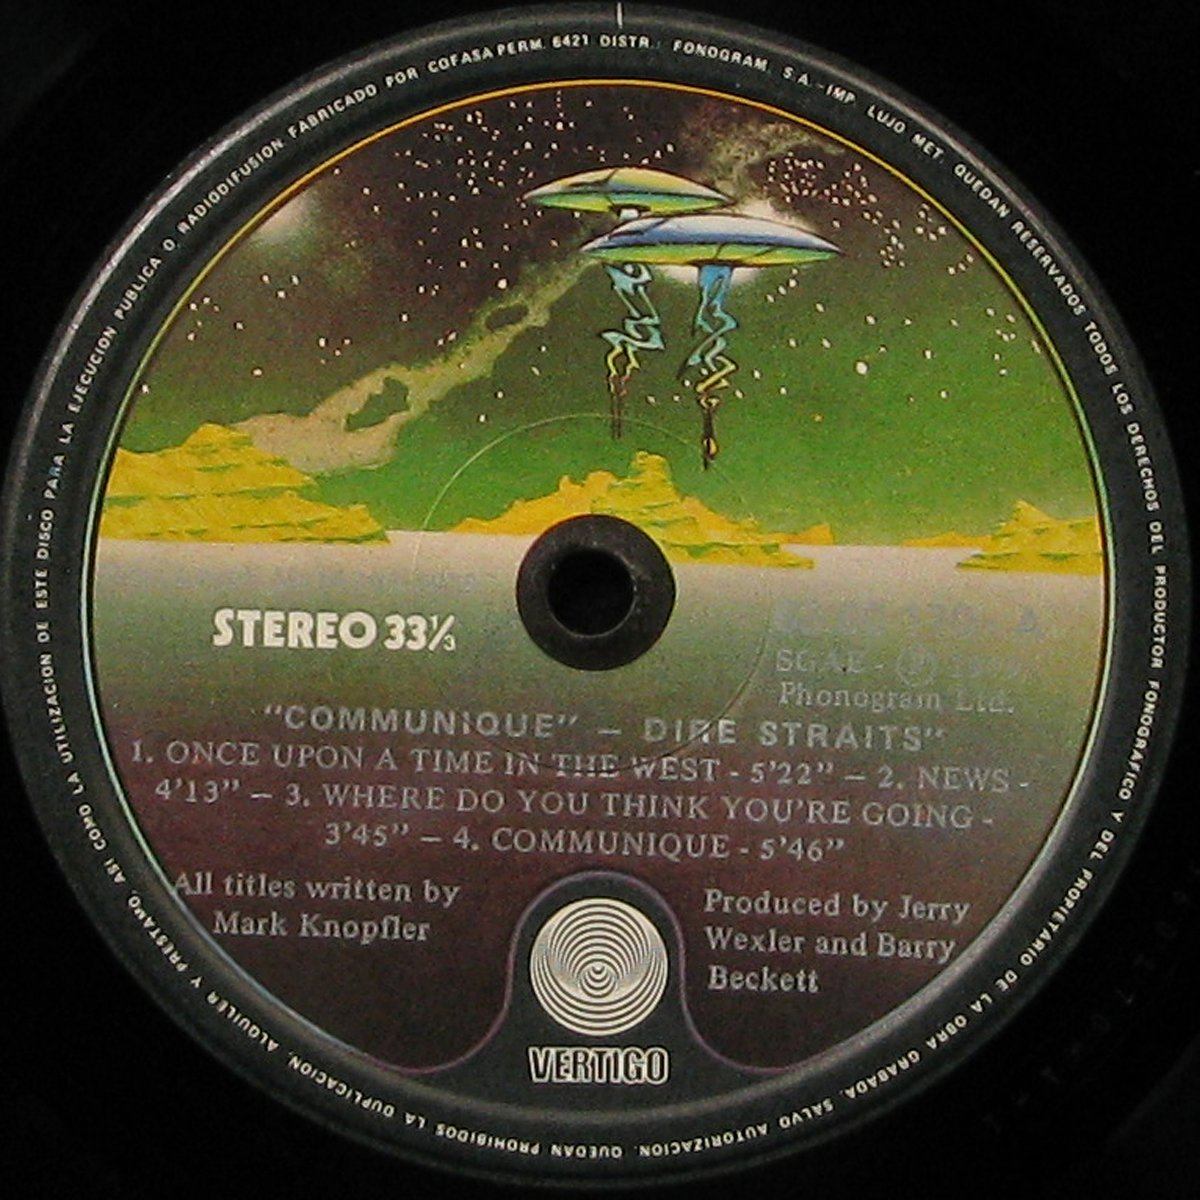 FABRICADO POR COFASA PERM. 6421 DISTR.: FONOGRAM, S.A. - IMP. LUJO MET. QUEDAN RESERVADOS TODOS LOS DERECHOS DEL PRODUCTOR FONOGRAFICO Y DEL PROPIETARIO DE LA OBRA GRABADA. SALVO AUTORIZACION, QUEDAN PROHIBIDOS LA DUPLICACION, ALQUILER Y PRESTAMO, ASI COMO LA UTILIZACION DE ESTE DISCO PARA LA EJECUCION PUBLICA O RADIODIFUSION
STEREO 33⅓
SGAE - Ⓟ
Phonogram Ltd.
"COMMUNIQUE" – DIRE STRAITS"
1. ONCE UPON A TIME IN THE WEST - 5'22" – 2. NEWS -
4'13" – 3. WHERE DO YOU THINK YOU'RE GOING -
3'45" – 4. COMMUNIQUE - 5'46"
All titles written by
Mark Knopfler
Produced by Jerry
Wexler and Barry
Beckett
VERTIGO